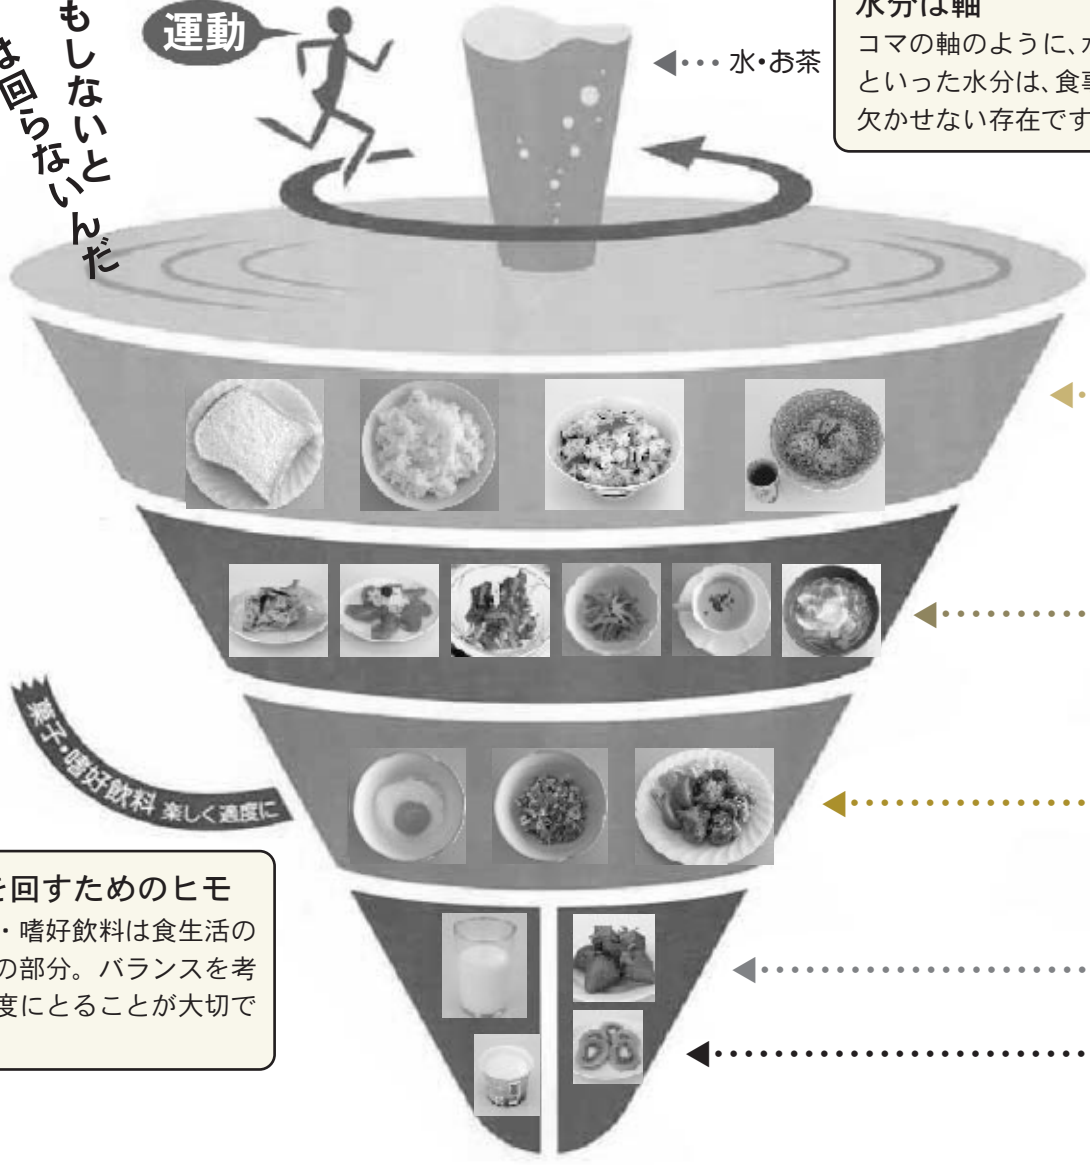 もしないと
は回らないんだ
運動
水・お茶
水分は軸
コマの軸のように、水
といった水分は、食事
欠かせない存在です
菓子・嗜好飲料 楽しく適度に
を回すためのヒモ
・嗜好飲料は食生活の
の部分。バランスを考
度にとることが大切で